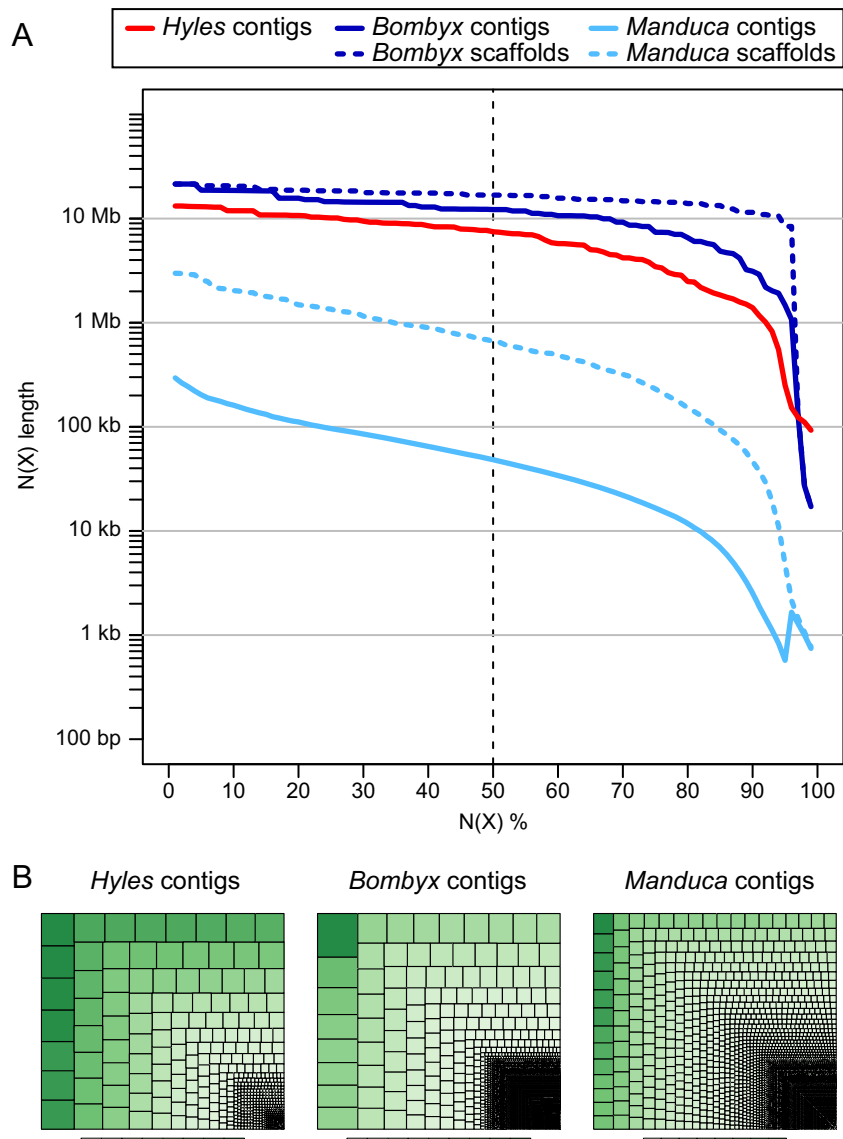 A
Hyles contigs Bombyx contigs Manduca contigs
Bombyx scaffolds Manduca scaffolds
N(X) length
10 Mb
1 Mb
100 kb
10 kb
1 kb
100 bp
0 10 20 30 40 50 60 70 80 90 100
N(X) %
B
Hyles contigs Bombyx contigs Manduca contigs